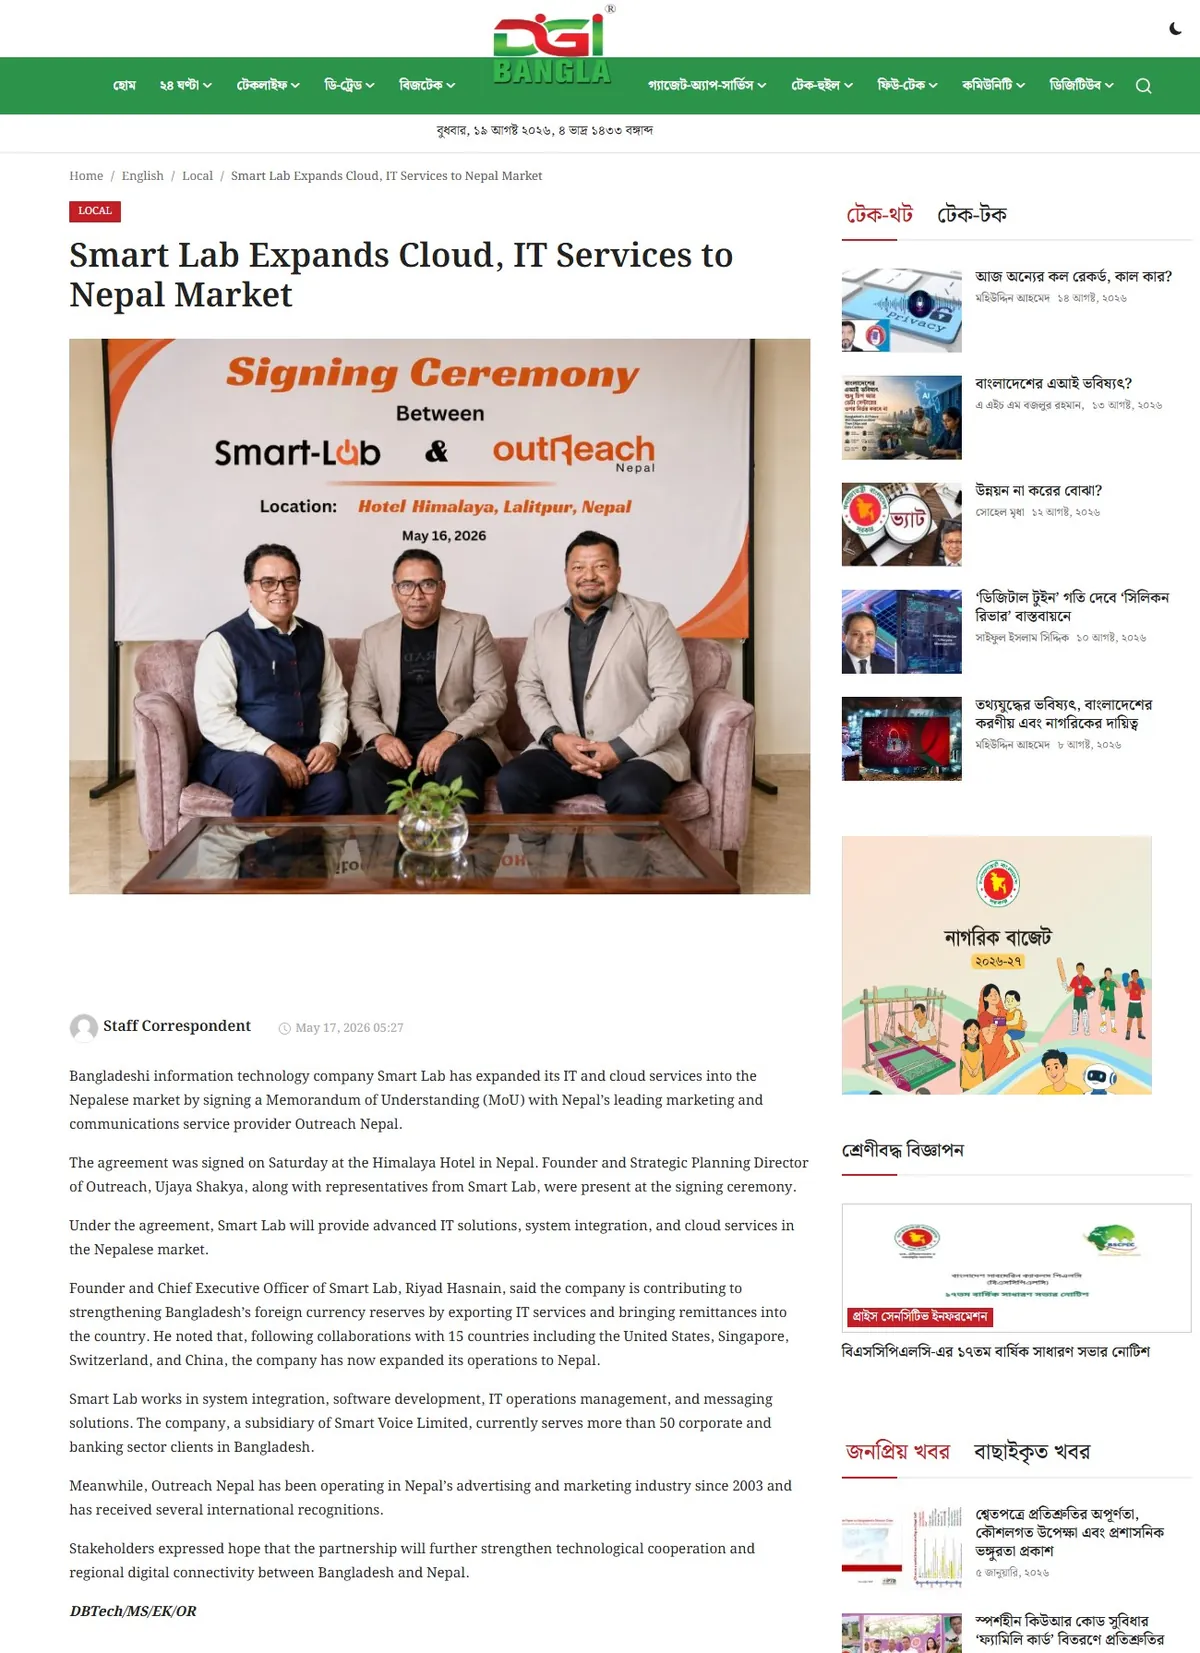 DIGI ®
BANGLA
হোম ২৪ ঘণ্টা টেকলাইফ ডি-ট্রেড বিজটেক গ্যাজেট-অ্যাপ-সার্ভিস টেক-হুইল ফিউ-টেক কমিউনিটি ডিজিটিউব
বুধবার, ১৯ আগষ্ট ২০২৬, ৪ ভাদ্র ১৪৩৩ বঙ্গাব্দ
Home / English / Local / Smart Lab Expands Cloud, IT Services to Nepal Market
LOCAL
Smart Lab Expands Cloud, IT Services to
Nepal Market
Signing Ceremony
Between
Smart-Lab & outreach
Nepal
Location: Hotel Himalaya, Lalitpur, Nepal
May 16, 2026
Staff Correspondent May 17, 2026 05:27
Bangladeshi information technology company Smart Lab has expanded its IT and cloud services into the
Nepalese market by signing a Memorandum of Understanding (MoU) with Nepal's leading marketing and
communications service provider Outreach Nepal.
The agreement was signed on Saturday at the Himalaya Hotel in Nepal. Founder and Strategic Planning Director
of Outreach, Ujaya Shakya, along with representatives from Smart Lab, were present at the signing ceremony.
Under the agreement, Smart Lab will provide advanced IT solutions, system integration, and cloud services in
the Nepalese market.
Founder and Chief Executive Officer of Smart Lab, Riyad Hasnain, said the company is contributing to
strengthening Bangladesh's foreign currency reserves by exporting IT services and bringing remittances into
the country. He noted that, following collaborations with 15 countries including the United States, Singapore,
Switzerland, and China, the company has now expanded its operations to Nepal.
Smart Lab works in system integration, software development, IT operations management, and messaging
solutions. The company, a subsidiary of Smart Voice Limited, currently serves more than 50 corporate and
banking sector clients in Bangladesh.
Meanwhile, Outreach Nepal has been operating in Nepal's advertising and marketing industry since 2003 and
has received several international recognitions.
Stakeholders expressed hope that the partnership will further strengthen technological cooperation and
regional digital connectivity between Bangladesh and Nepal.
DBTech/MS/EK/OR
টেক-থট টেক-টক
privacy
আজ অন্যের কল রেকর্ড, কাল কার?
মহিউদ্দিন আহমেদ ১৪ আগষ্ট, ২০২৬
বাংলাদেশের
এআই ভবিষ্যৎ
AI
বাংলাদেশের এআই ভবিষ্যৎ?
এ এইচ এম বজলুর রহমান, ১৩ আগষ্ট, ২০২৬
ভ্যাট
উন্নয়ন না করের বোঝা?
সোহেল মৃধা ১২ আগষ্ট, ২০২৬
‘ডিজিটাল টুইন’ গতি দেবে ‘সিলিকন
রিভার’ বাস্তবায়নে
সাইফুল ইসলাম সিদ্দিক ১০ আগষ্ট, ২০২৬
তথ্যযুদ্ধের ভবিষ্যৎ, বাংলাদেশের
করণীয় এবং নাগরিকের দায়িত্ব
মহিউদ্দিন আহমেদ ৮ আগষ্ট, ২০২৬
নাগরিক বাজেট
২০২৬-২৭
শ্রেণীবদ্ধ বিজ্ঞাপন
BSCPLC
বাংলাদেশ সাবমেরিন ক্যাবলস পিএলসি
(বিএসসিপিএলসি)
১৭তম বার্ষিক সাধারণ সভার নোটিশ
প্রাইস সেনসিটিভ ইনফরমেশন
বিএসসিপিএলসি-এর ১৭তম বার্ষিক সাধারণ সভার নোটিশ
জনপ্রিয় খবর বাছাইকৃত খবর
শ্বেতপত্রে প্রতিশ্রুতির অপূর্ণতা,
কৌশলগত উপেক্ষা এবং প্রশাসনিক
ভঙ্গুরতা প্রকাশ
৫ জানুয়ারি, ২০২৬
স্পর্শহীন কিউআর কোড সুবিধার
‘ফ্যামিলি কার্ড’ বিতরণে প্রতিশ্রুতির